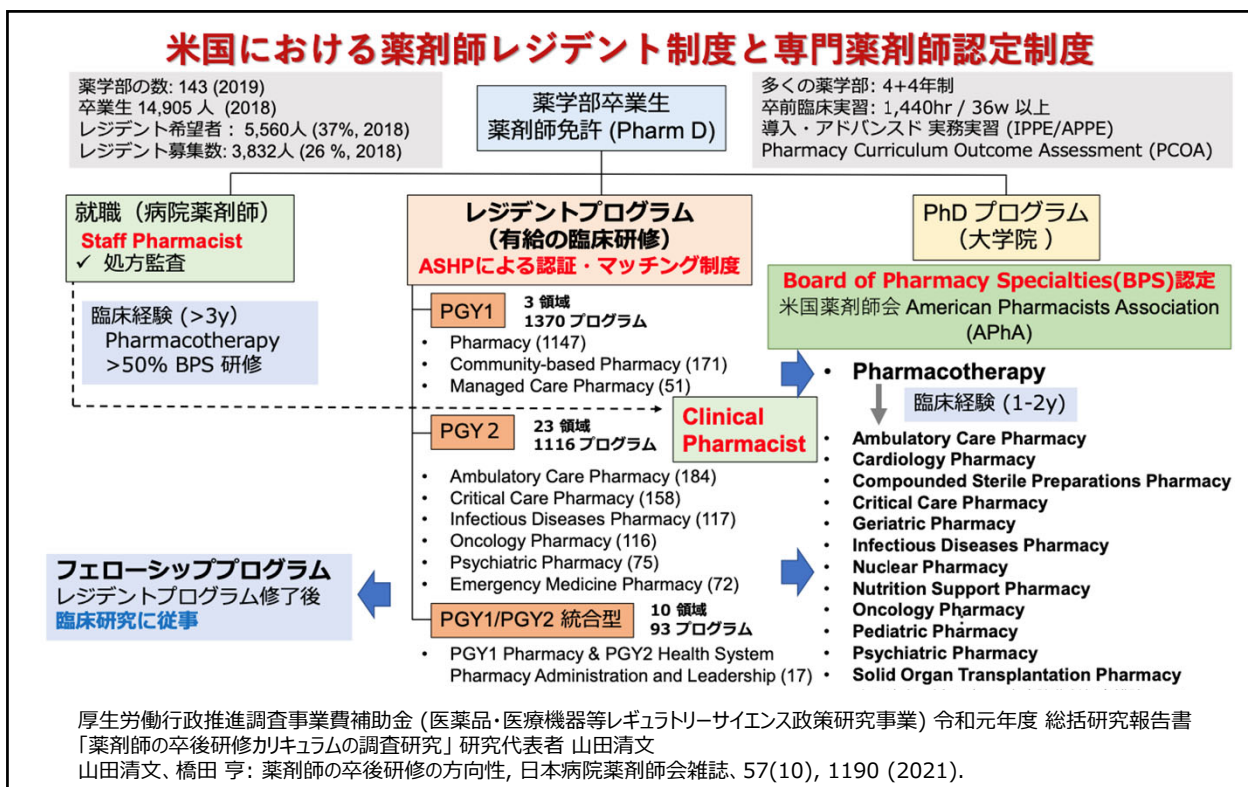 米国における薬剤師レジデント制度と専門薬剤師認定制度
薬学部の数: 143 (2019)
卒業生 14,905 人 (2018)
レジデント希望者： 5,560人 (37%, 2018)
レジデント募集数: 3,832人 (26 %, 2018)
薬学部卒業生
薬剤師免許 (Pharm D)
多くの薬学部: 4+4年制
卒前臨床実習: 1,440hr / 36w 以上
導入・アドバンスド 実務実習 (IPPE/APPE)
Pharmacy Curriculum Outcome Assessment (PCOA)
就職（病院薬剤師）
Staff Pharmacist
✓ 処方監査
臨床経験 (>3y)
Pharmacotherapy
>50% BPS 研修
レジデントプログラム
(有給の臨床研修)
ASHPによる認証・マッチング制度
PGY1
3 領域
1370 プログラム
• Pharmacy (1147)
• Community-based Pharmacy (171)
• Managed Care Pharmacy (51)
PGY 2
23 領域
1116 プログラム
Clinical
Pharmacist
• Ambulatory Care Pharmacy (184)
• Critical Care Pharmacy (158)
• Infectious Diseases Pharmacy (117)
• Oncology Pharmacy (116)
• Psychiatric Pharmacy (75)
• Emergency Medicine Pharmacy (72)
PGY1/PGY2 統合型
10 領域
93 プログラム
• PGY1 Pharmacy & PGY2 Health System
Pharmacy Administration and Leadership (17)
フェローシッププログラム
レジデントプログラム修了後
臨床研究に従事
PhD プログラム
(大学院 )
Board of Pharmacy Specialties(BPS)認定
米国薬剤師会 American Pharmacists Association
(APhA)
• Pharmacotherapy
臨床経験 (1-2y)
• Ambulatory Care Pharmacy
• Cardiology Pharmacy
• Compounded Sterile Preparations Pharmacy
• Critical Care Pharmacy
• Geriatric Pharmacy
• Infectious Diseases Pharmacy
• Nuclear Pharmacy
• Nutrition Support Pharmacy
• Oncology Pharmacy
• Pediatric Pharmacy
• Psychiatric Pharmacy
• Solid Organ Transplantation Pharmacy
厚生労働行政推進調査事業費補助金 (医薬品・医療機器等レギュラトリーサイエンス政策研究事業) 令和元年度 総括研究報告書
「薬剤師の卒後研修カリキュラムの調査研究」 研究代表者 山田清文
山田清文、橋田 亨: 薬剤師の卒後研修の方向性, 日本病院薬剤師会雑誌、57(10), 1190 (2021).